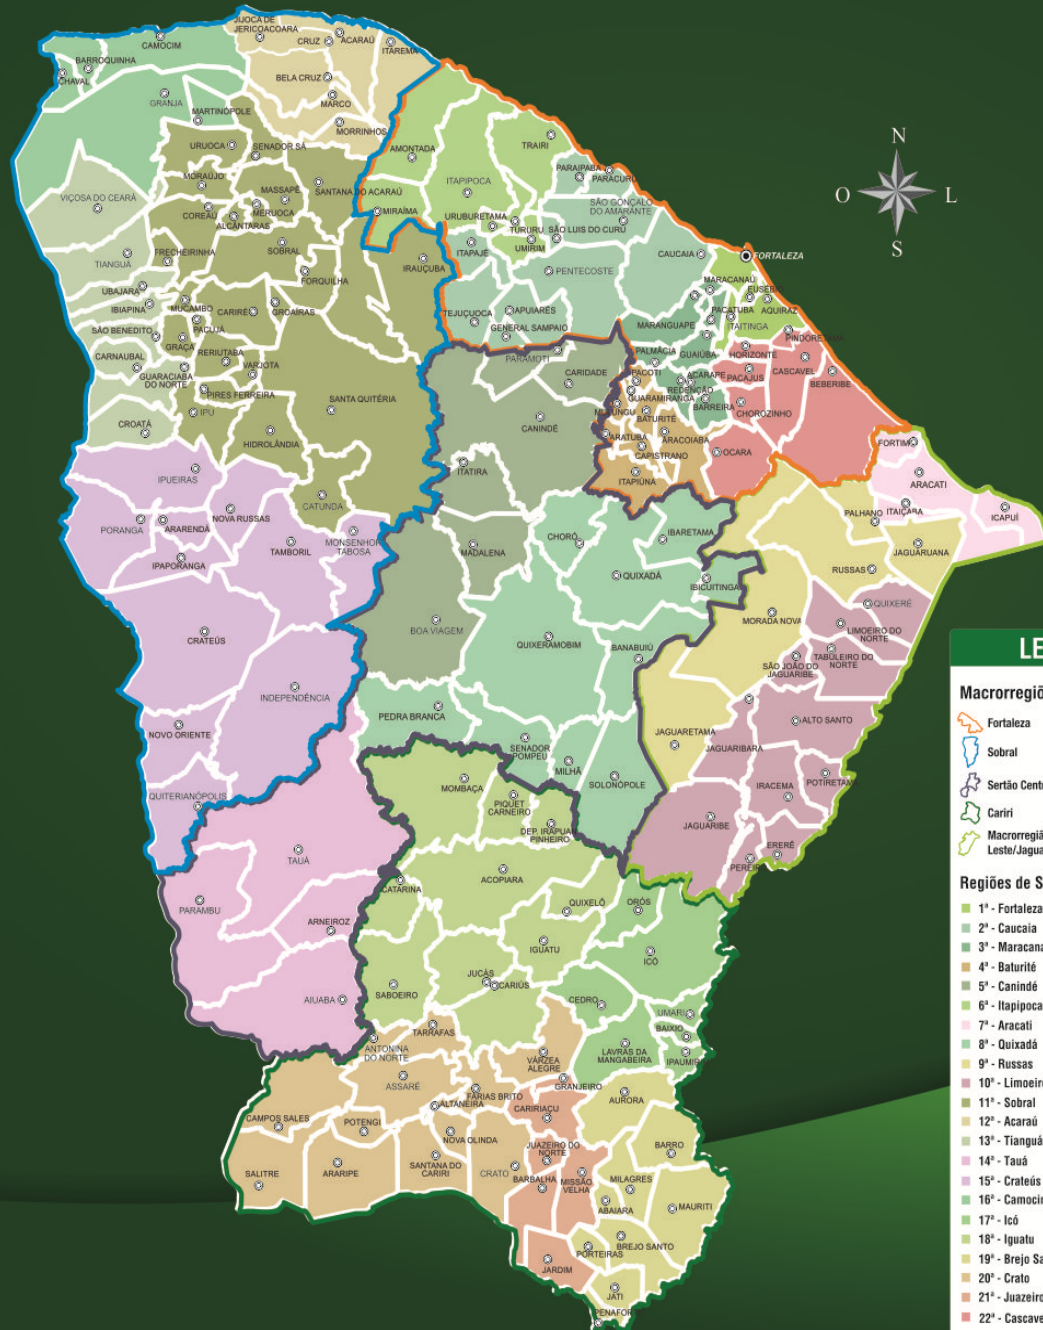 JIJOCA DE
JERICOACOARA
CRUZ
ACARAÚ
CAMOCIM
ITAREMA
BARROQUINHA
CHAVAL
BELA CRUZ
GRANJA
MARCO
MARTINÓPOLE
MORRINHOS
TRAIRI
URUOCA
SENADOR SÁ
AMONTADA
PARAIPABA
PARACURU
MORAÚJO
MASSAPÊ
SANTANA DO ACARAÚ
ITAPIPOCA
VIÇOSA DO CEARÁ
COREAÚ
MERUOCA
ALCÂNTARAS
MIRAÍMA
URUBURETAMA
TURURU
SÃO GONÇALO
DO AMARANTE
SÃO LUIS DO CURÚ
UMIRIM
TIANGUÁ
FRECHEIRINHA
SOBRAL
IRAUÇUBA
ITAPAJÉ
CAUCAIA
FORTALEZA
FORQUILHA
PENTECOSTE
MARACANAÚ
UBAJARA
EUSÉBIO
IBIAPINA
MUCAMBO
CARIRÉ
GROAÍRAS
TEJUÇUOCA
APUIARÉS
GENERAL SAMPAIO
MARANGUAPE
PACATUBA
AQUIRAZ
TAITINGA
SÃO BENEDITO
PACUJÁ
GRAÇA
RERIUTABA
PINDORETAMA
CARNAUBAL
GUARACIABA
DO NORTE
VARJOTA
PIRES FERREIRA
PARAMOTI
PALMÁCIA
GUAIÚBA
HORIZONTE
CASCAVEL
CARIDADE
PACOTI
ACARAPE
REDENÇÃO
PACAJUS
BEBERIBE
IPÚ
SANTA QUITÉRIA
GUARAMIRANGA
BARREIRA
CHOROZINHO
CROATÁ
HIDROLÂNDIA
CANINDÉ
MULUNGU
BATURITÉ
ARATUBA
ARACOIABA
FORTIM
CAPISTRANO
OCARA
IPUEIRAS
ITATIRA
ITAPIÚNA
ARACATI
CATUNDA
NOVA RUSSAS
PORANGA
ARARENDÁ
ITAIÇARA
PALHANO
ICAPUÍ
IPAPORANGA
TAMBORIL
MONSENHOR
TABOSA
MADALENA
CHORÓ
IBARETAMA
JAGUARUANA
QUIXADÁ
IBICUITINGA
RUSSAS
CRATEÚS
BOA VIAGEM
QUIXERAMOBIM
BANABUIÚ
MORADA NOVA
QUIXERÉ
LIMOEIRO DO
NORTE
TABULEIRO DO
NORTE
SÃO JOÃO DO
JAGUARIBE
INDEPENDÊNCIA
NOVO ORIENTE
PEDRA BRANCA
SENADOR
POMPEU
MILHÃ
SOLONÓPOLE
JAGUARETAMA
JAGUARIBARA
ALTO SANTO
QUITERIANÓPOLIS
MOMBAÇA
PIQUET
CARNEIRO
DEP. IRAPUAN
PINHEIRO
IRACEMA
POTIRETAMA
JAGUARIBE
TAUÁ
ERERÊ
PEREIRO
PARAMBU
CATARINA
ACOPIARA
QUIXELÔ
ORÓS
ARNEIROZ
IGUATU
ICÓ
AIUABA
SABOEIRO
JUCÁS
CARIÚS
CEDRO
UMARI
BAIXIO
TARRAFAS
ANTONINA
DO NORTE
LAVRAS DA
MANGABEIRA
IPAUMIRIM
VÁRZEA
ALEGRE
ASSARÉ
GRANJEIRO
FARIAS BRITO
ALTANEIRA
AURORA
CAMPOS SALES
POTENGI
CARIRIAÇU
NOVA OLINDA
BARRO
JUAZEIRO DO
NORTE
SALITRE
ARARIPE
SANTANA DO
CARIRI
CRATO
BARBALHA
MISSÃO
VELHA
MILAGRES
ABAIARA
MAURITI
BREJO SANTO
PORTEIRAS
JARDIM
JATI
N
O
L
S
Fortaleza
Sobral
Cariri
Leste/Jagua
Regiões de S
1ª - Fortaleza
2ª - Caucaia
3ª - Maracana
4ª - Baturité
5ª - Canindé
6ª - Itapipoca
7ª - Aracati
8ª - Quixadá
9ª - Russas
10ª - Limoeir
11ª - Sobral
12ª - Acaraú
13ª - Tianguá
14ª - Tauá
15ª - Crateús
16ª - Camoci
17ª - Icó
18ª - Iguatu
19ª - Brejo Sa
20ª - Crato
21ª - Juazeiro
22ª - Cascave